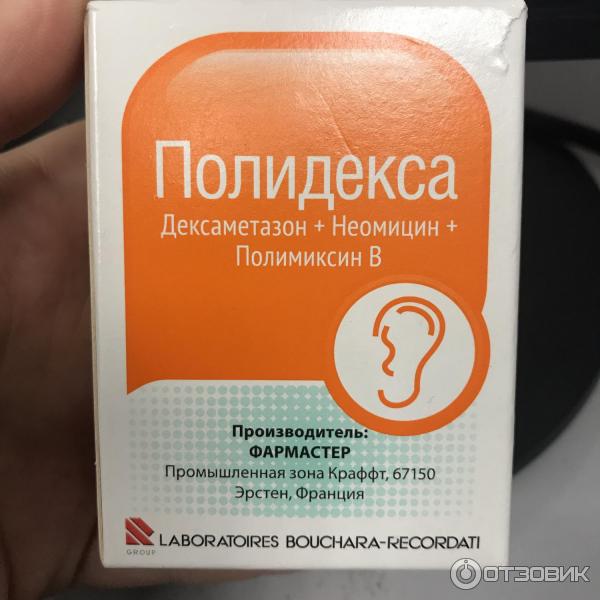 Полидекса
Дексаметазон + Неомицин +
Полимиксин В
Производитель:
ФАРМАСТЕР
Промышленная зона Краффт, 67150
Эрстен, Франция
GROUP
LABORATOIRES BOUCHARA-RECORDATI
ОТЗОВИК